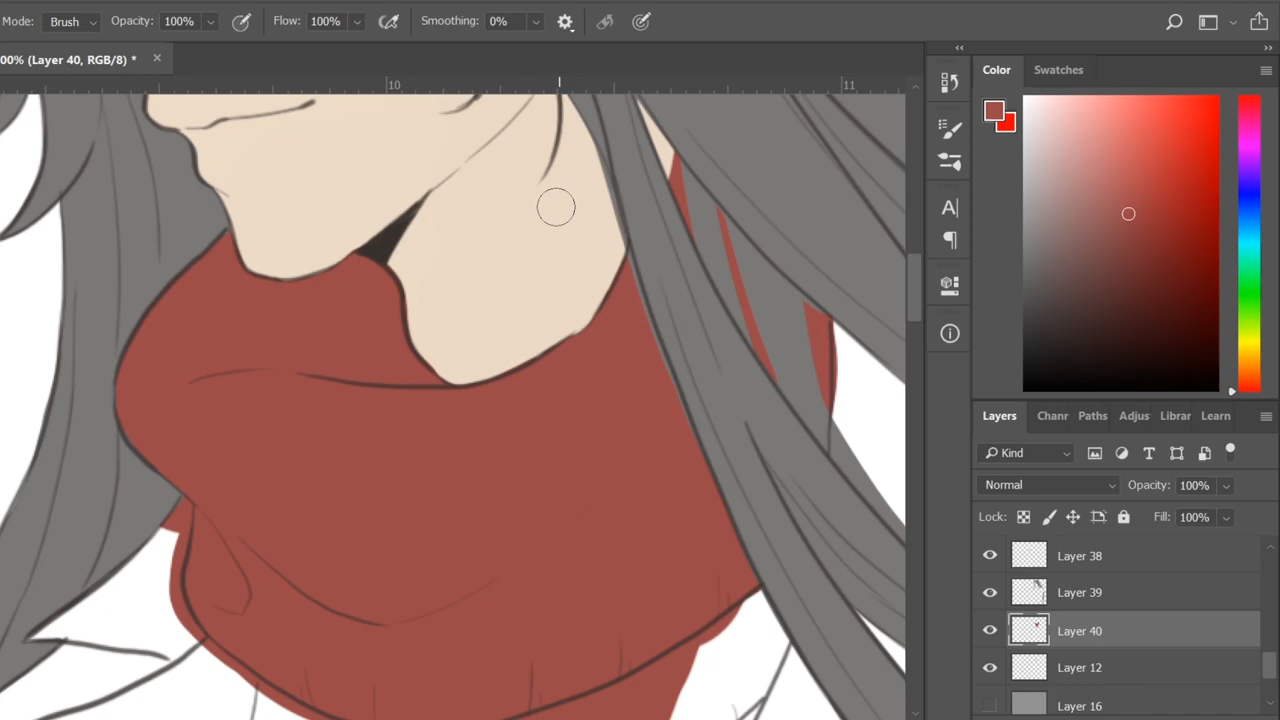 Mode: Brush Opacity: 100% Flow: 100% Smoothing: 0%
00% (Layer 40, RGB/8) *
10 11
Color Swatches
Layers Chanr Paths Adjus Librar Learn
Kind
Normal Opacity: 100%
Lock: Fill: 100%
Layer 38
Layer 39
Layer 40
Layer 12
Layer 16